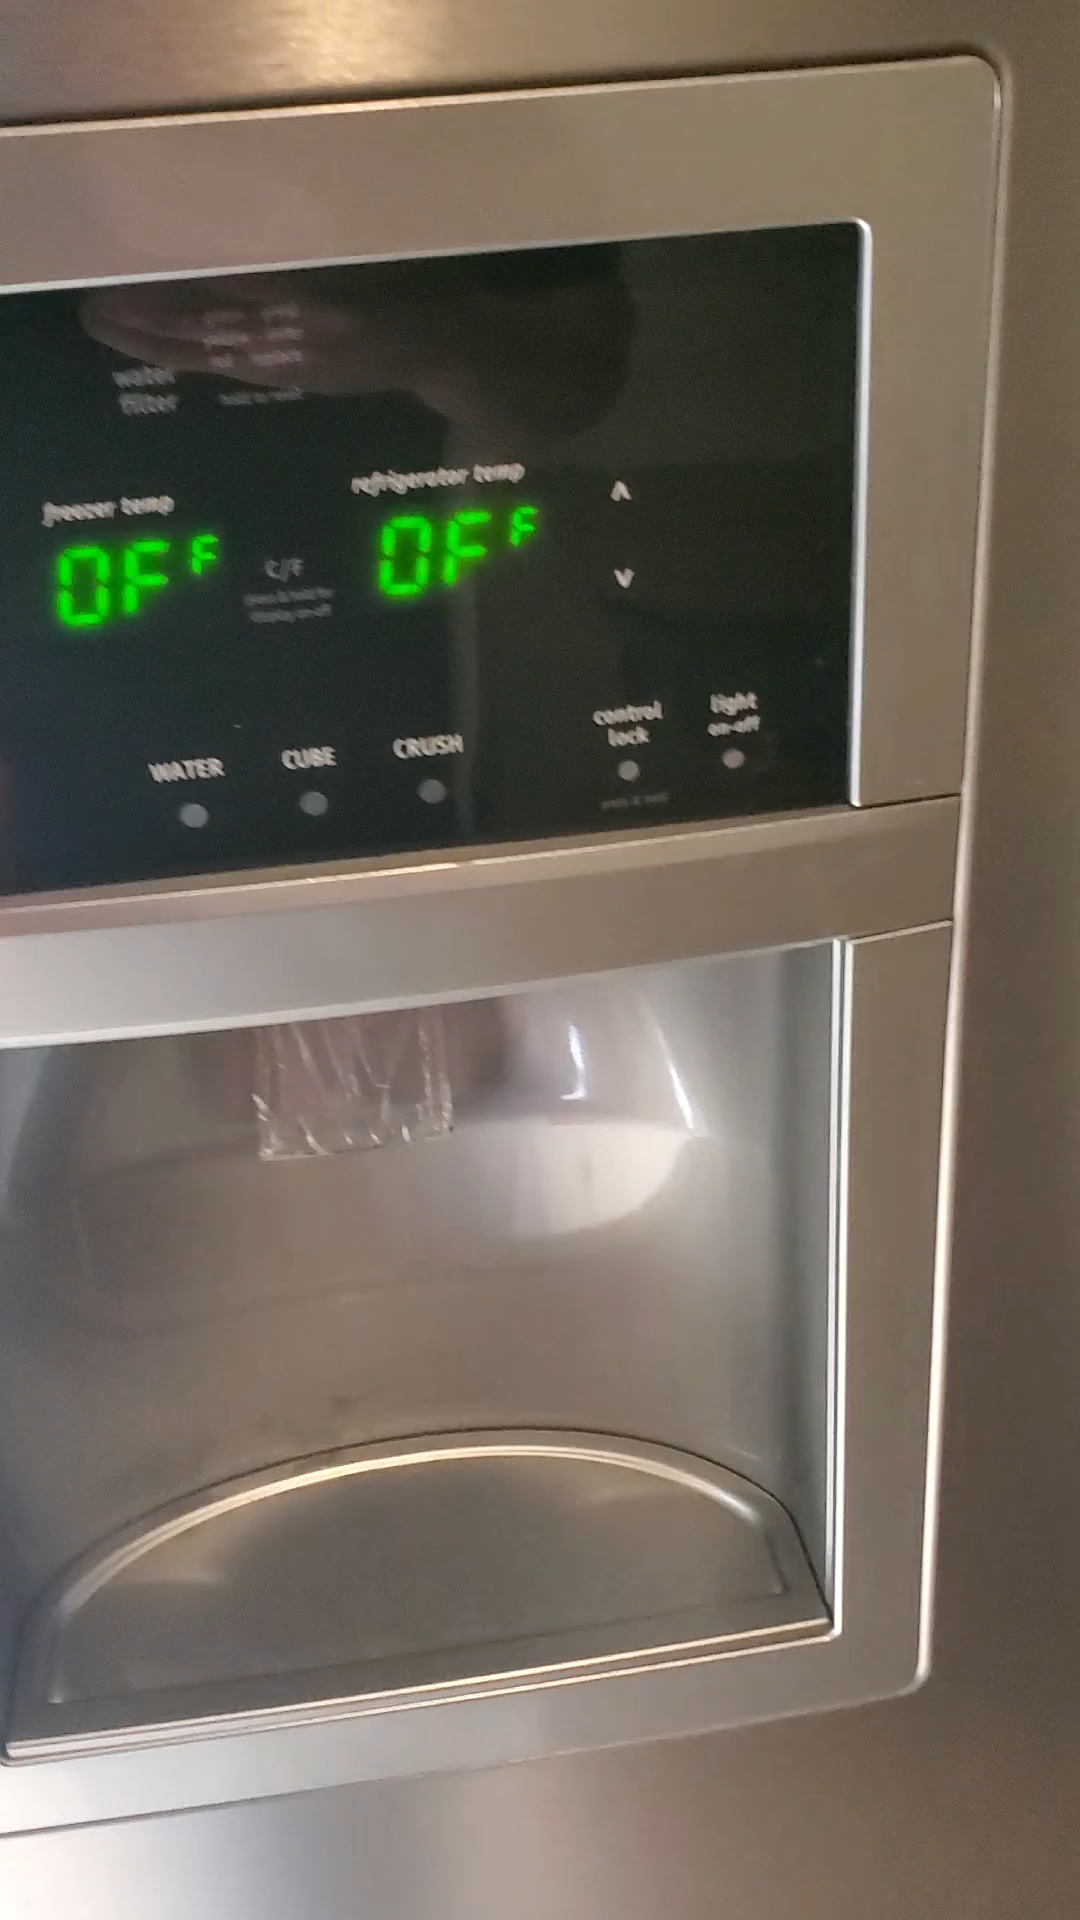 water
filter
freezer temp
refrigerator temp
^
OF F
C/F
OF F
v
WATER
CUBE
CRUSH
control
lock
light
on-off